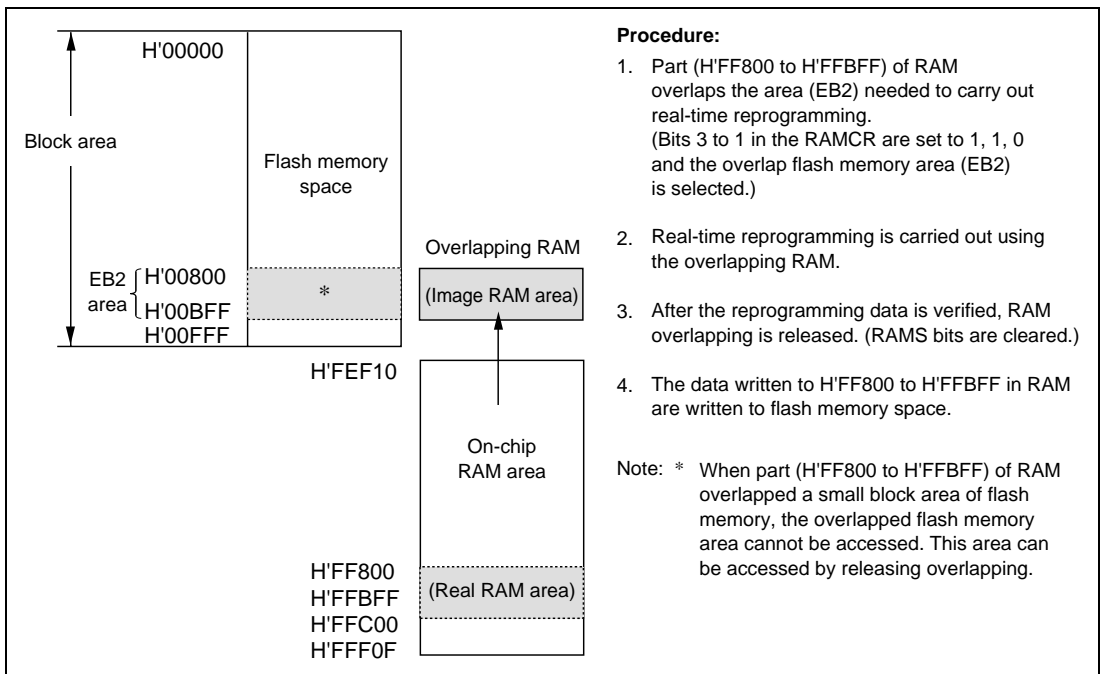 H'00000
Block area
Flash memory
space
EB2
area
H'00800
H'00BFF
H'00FFF
*
Overlapping RAM
(Image RAM area)
H'FEF10
On-chip
RAM area
H'FF800
H'FFBFF
H'FFC00
H'FFF0F
(Real RAM area)
Procedure:
1. Part (H'FF800 to H'FFBFF) of RAM
overlaps the area (EB2) needed to carry out
real-time reprogramming.
(Bits 3 to 1 in the RAMCR are set to 1, 1, 0
and the overlap flash memory area (EB2)
is selected.)
2. Real-time reprogramming is carried out using
the overlapping RAM.
3. After the reprogramming data is verified, RAM
overlapping is released. (RAMS bits are cleared.)
4. The data written to H'FF800 to H'FFBFF in RAM
are written to flash memory space.
Note: * When part (H'FF800 to H'FFBFF) of RAM
overlapped a small block area of flash
memory, the overlapped flash memory
area cannot be accessed. This area can
be accessed by releasing overlapping.